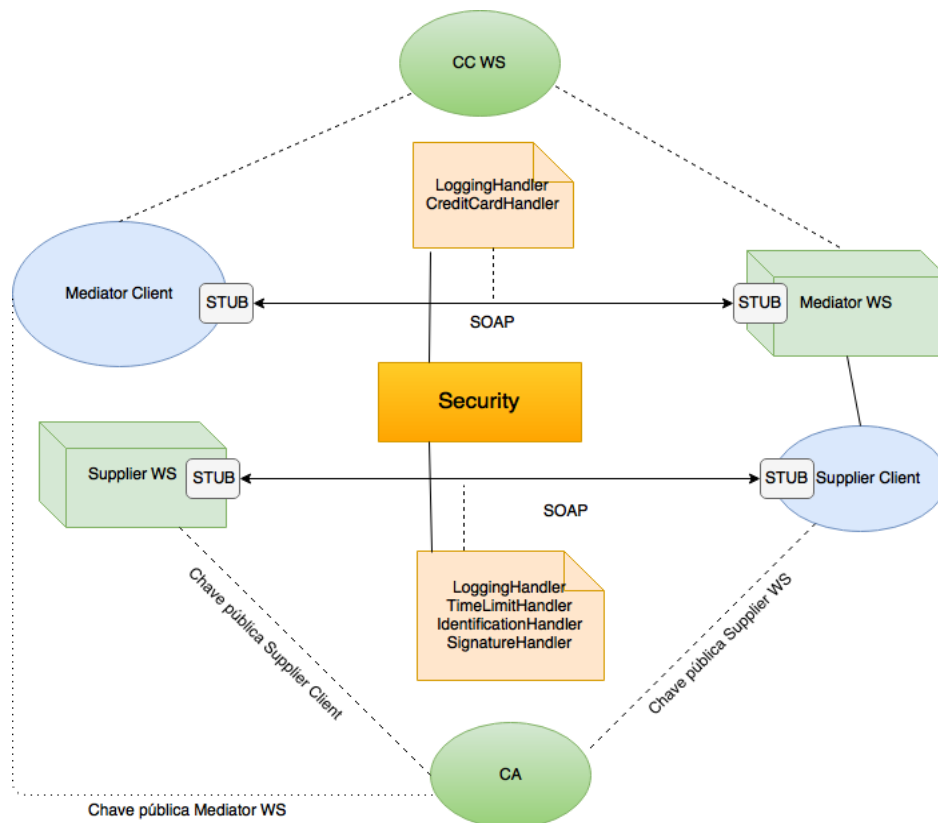 CC WS
LoggingHandler
CreditCardHandler
Mediator Client
STUB
STUB
Mediator WS
SOAP
Security
Supplier WS
STUB
STUB
Supplier Client
SOAP
LoggingHandler
TimeLimitHandler
IdentificationHandler
SignatureHandler
Chave pública Supplier Client
Chave pública Supplier WS
CA
Chave pública Mediator WS